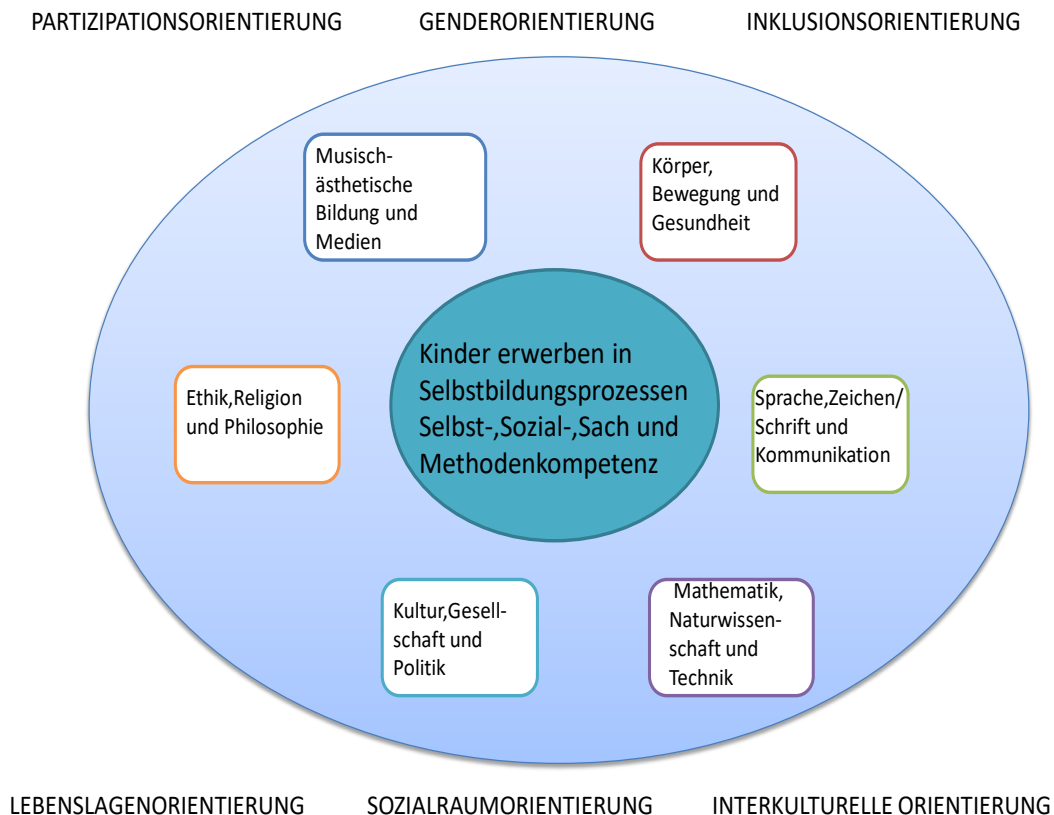 PARTIZIPATIONSORIENTIERUNG
GENDERORIENTIERUNG
INKLUSIONSORIENTIERUNG
Musisch-
ästhetische
Bildung und
Medien
Körper,
Bewegung und
Gesundheit
Kinder erwerben in
Selbstbildungsprozessen
Selbst-,Sozial-,Sach und
Methodenkompetenz
Ethik,Religion
und Philosophie
Sprache,Zeichen/
Schrift und
Kommunikation
Kultur,Gesell-
schaft und
Politik
Mathematik,
Naturwissen-
schaft und
Technik
LEBENSLAGENORIENTIERUNG
SOZIALRAUMORIENTIERUNG
INTERKULTURELLE ORIENTIERUNG